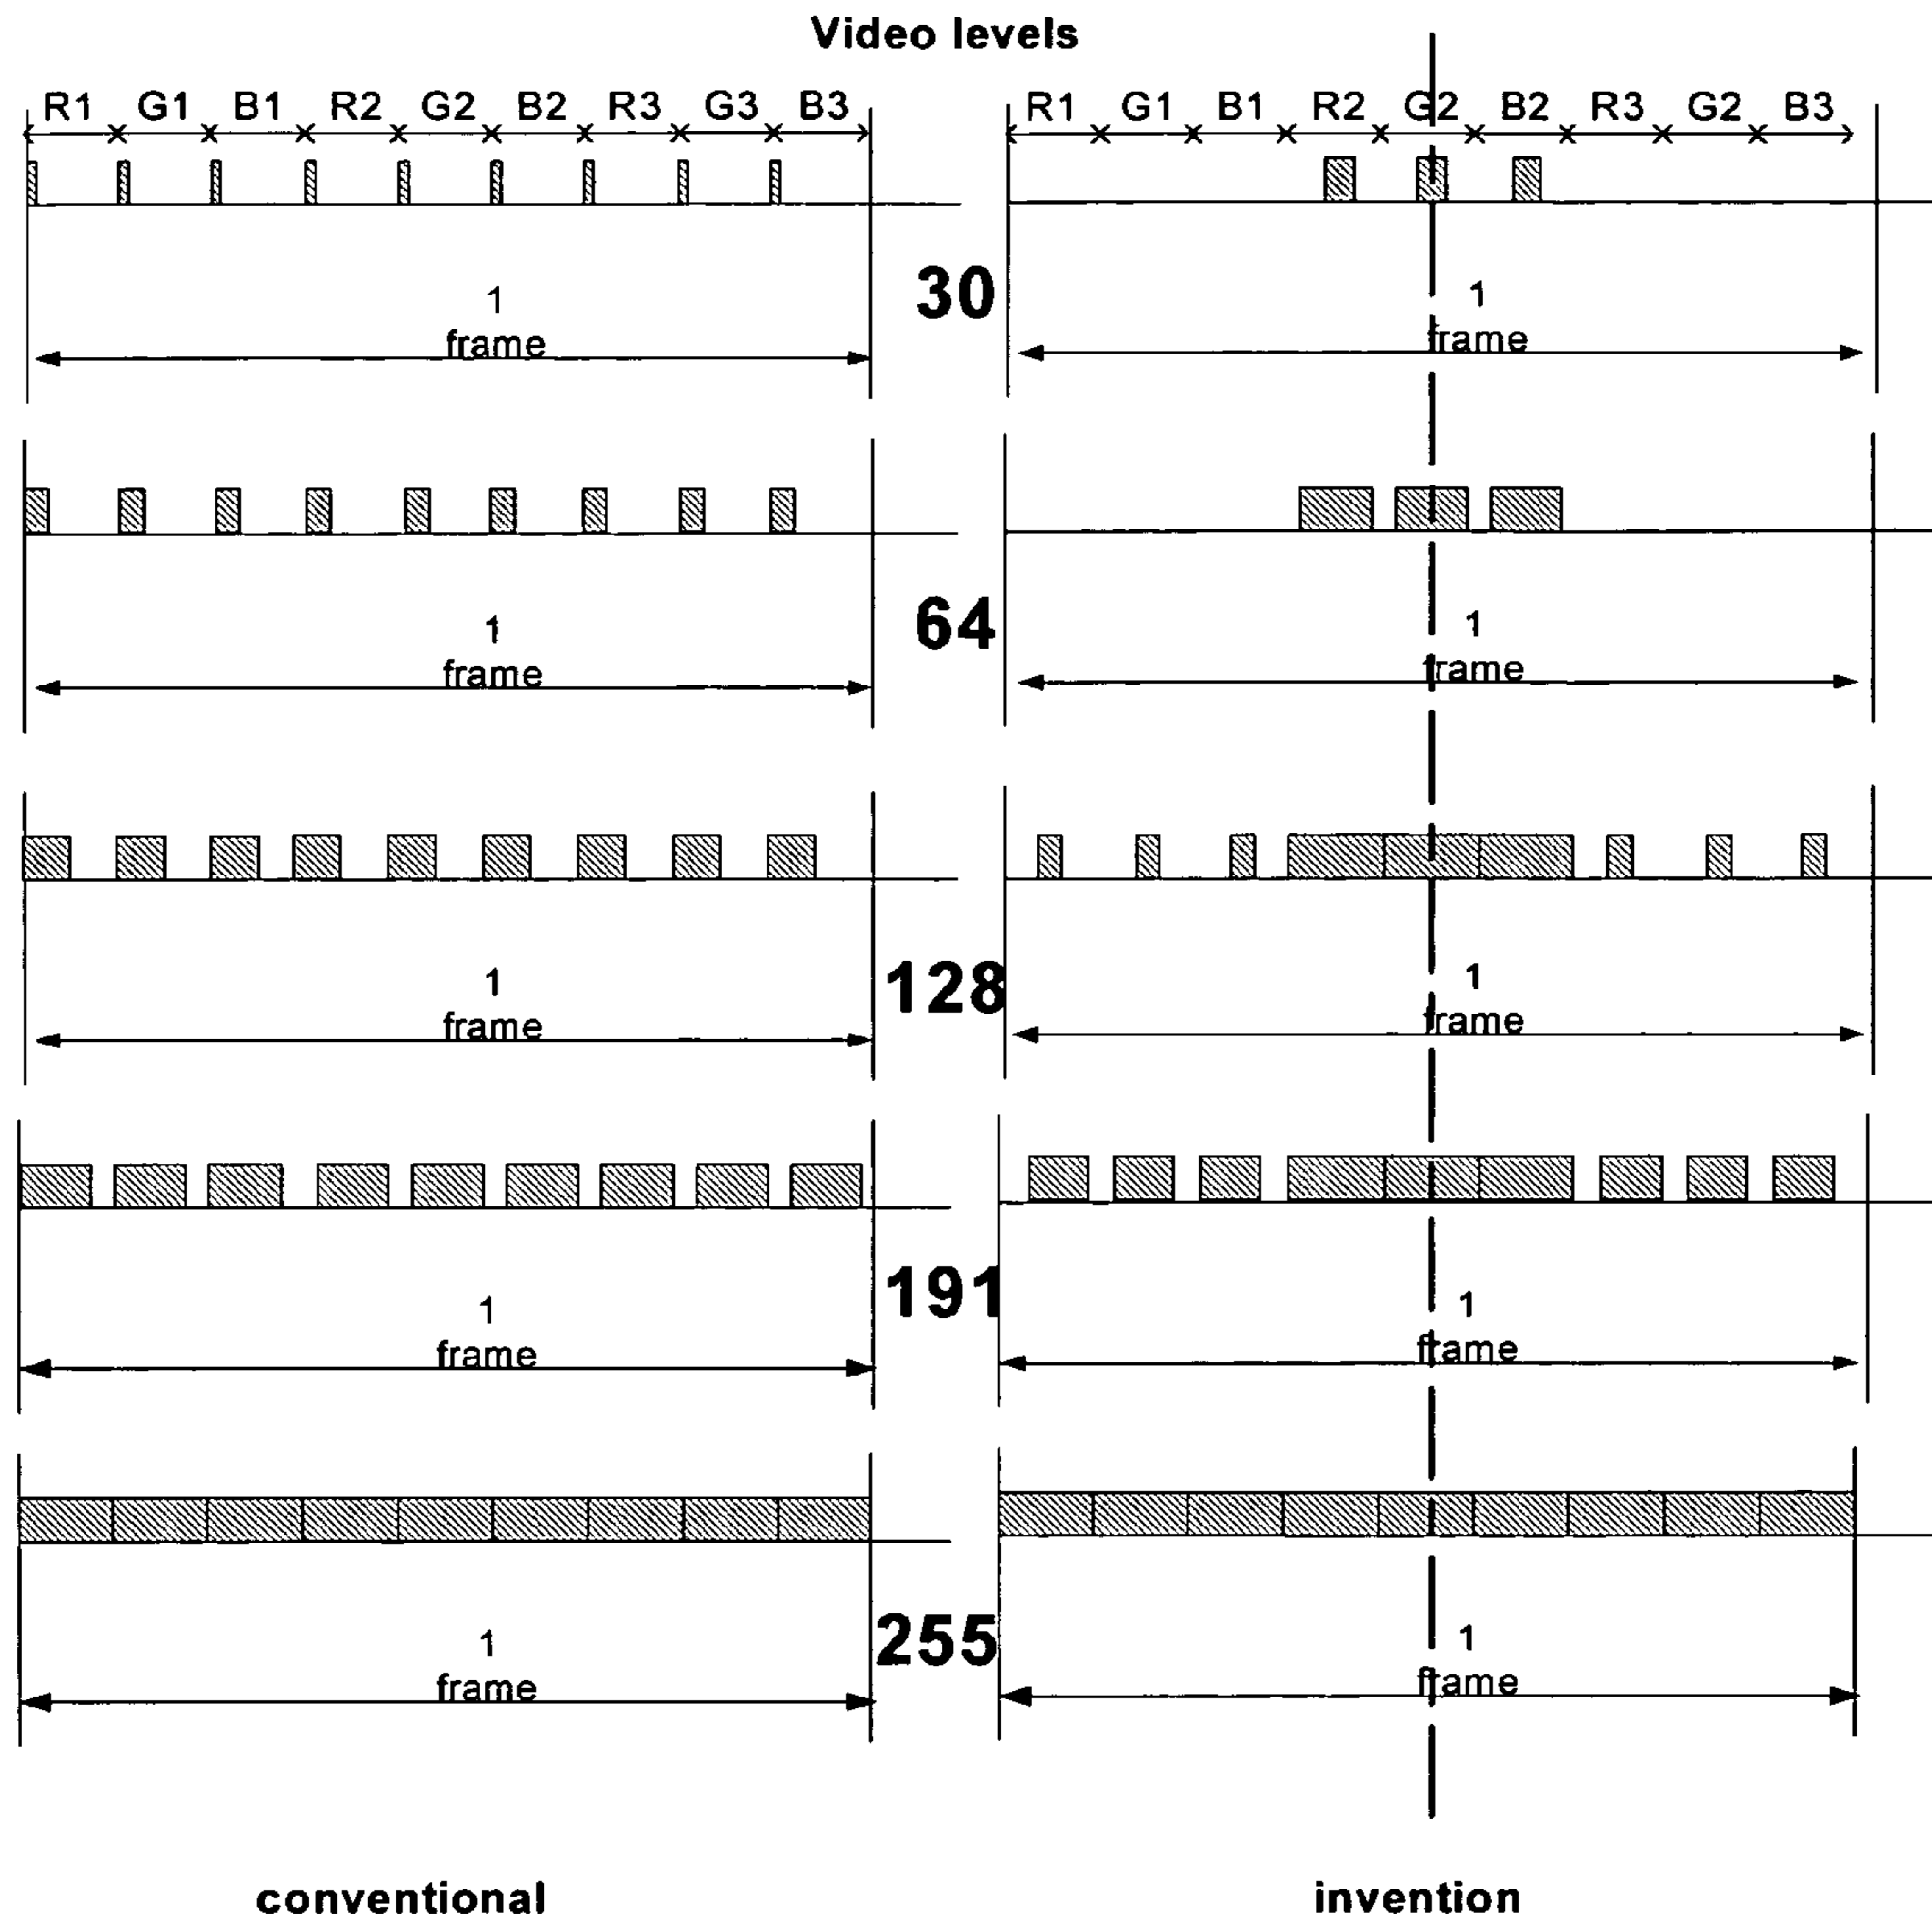 Video levels
R1 G1 B1 R2 G2 B2 R3 G3 B3
R1 G1 B1 R2 G2 B2 R3 G2 B3
30
1
frame
1
frame
64
1
frame
1
frame
128
1
frame
1
frame
191
1
frame
1
frame
255
1
frame
1
frame
conventional
invention